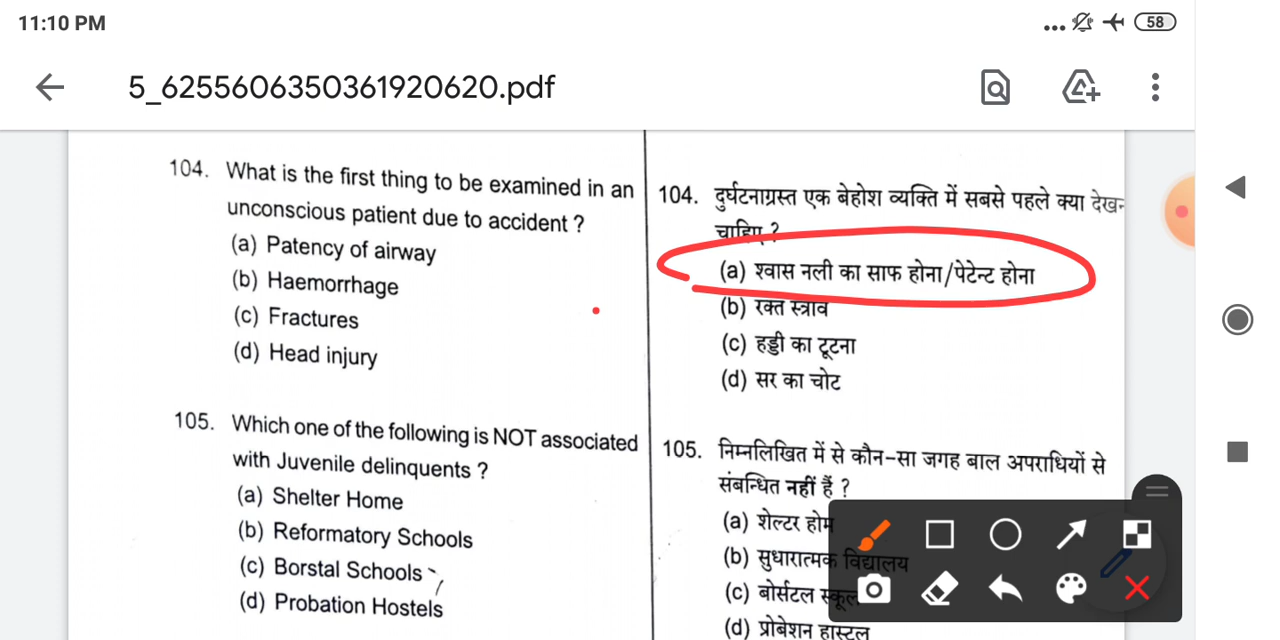 11:10 PM
58
5_6255606350361920620.pdf
104. What is the first thing to be examined in an
unconscious patient due to accident ?
(a) Patency of airway
(b) Haemorrhage
(c) Fractures
(d) Head injury
105. Which one of the following is NOT associated
with Juvenile delinquents ?
(a) Shelter Home
(b) Reformatory Schools
(c) Borstal Schools
(d) Probation Hostels
104. दुर्घटनाग्रस्त एक बेहोश व्यक्ति में सबसे पहले क्या
चाहिए ?
(a) श्वास नली का साफ होना/पेटेन्ट होना
(b) रक्त स्त्राव
(c) हड्डी का टूटना
(d) सर का चोट
105. निम्नलिखित में से कौन-सा जगह बाल अपराधियों से
संबन्धित नहीं हैं ?
(a) शेल्टर होम
(b) सुधारात्मक विद्यालय
(c) बोर्सटल स्कूल
(d) प्रोबेशन हास्टल